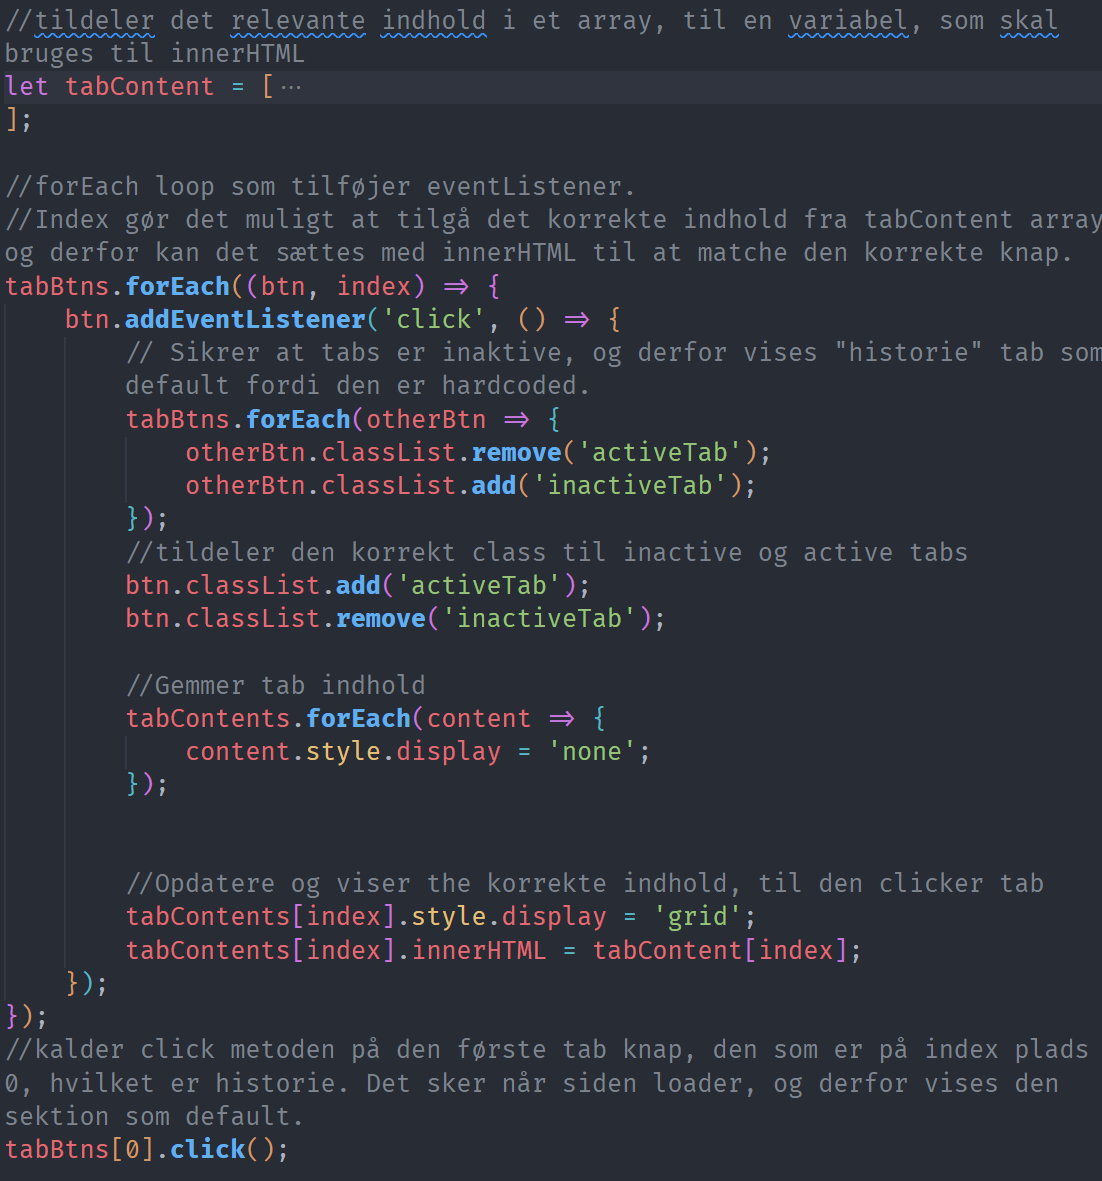 //tildeler det relevante indhold i et array, til en variabel, som skal
bruges til innerHTML
let tabContent = [⋯
];
//forEach loop som tilføjer eventListener.
//Index gør det muligt at tilgå det korrekte indhold fra tabContent array
og derfor kan det sættes med innerHTML til at matche den korrekte knap.
tabBtns.forEach((btn, index) => {
btn.addEventListener('click', () => {
// Sikrer at tabs er inaktive, og derfor vises "historie" tab som
default fordi den er hardcoded.
tabBtns.forEach(otherBtn => {
otherBtn.classList.remove('activeTab');
otherBtn.classList.add('inactiveTab');
});
//tildeler den korrekt class til inactive og active tabs
btn.classList.add('activeTab');
btn.classList.remove('inactiveTab');
//Gemmer tab indhold
tabContents.forEach(content => {
content.style.display = 'none';
});
//Opdatere og viser the korrekte indhold, til den clicker tab
tabContents[index].style.display = 'grid';
tabContents[index].innerHTML = tabContent[index];
});
});
//kalder click metoden på den første tab knap, den som er på index plads
0, hvilket er historie. Det sker når siden loader, og derfor vises den
sektion som default.
tabBtns[0].click();